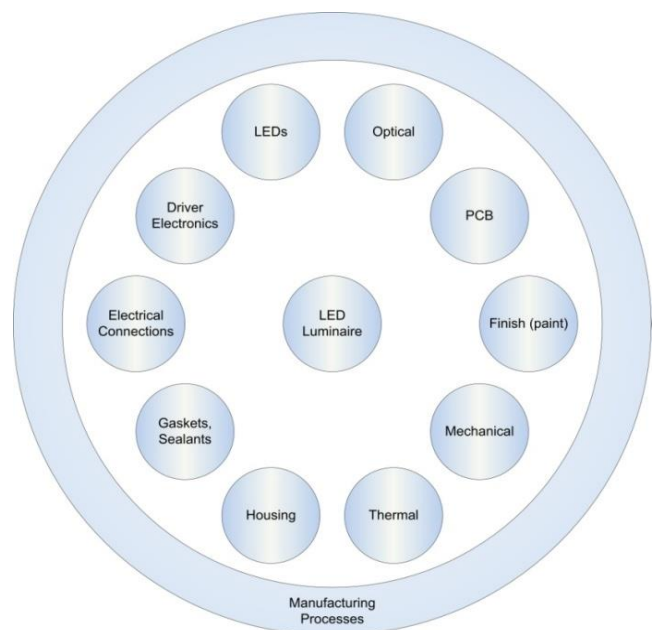 LEDs
Optical
Driver
Electronics
PCB
Electrical
Connections
LED
Luminaire
Finish (paint)
Gaskets,
Sealants
Mechanical
Housing
Thermal
Manufacturing
Processes